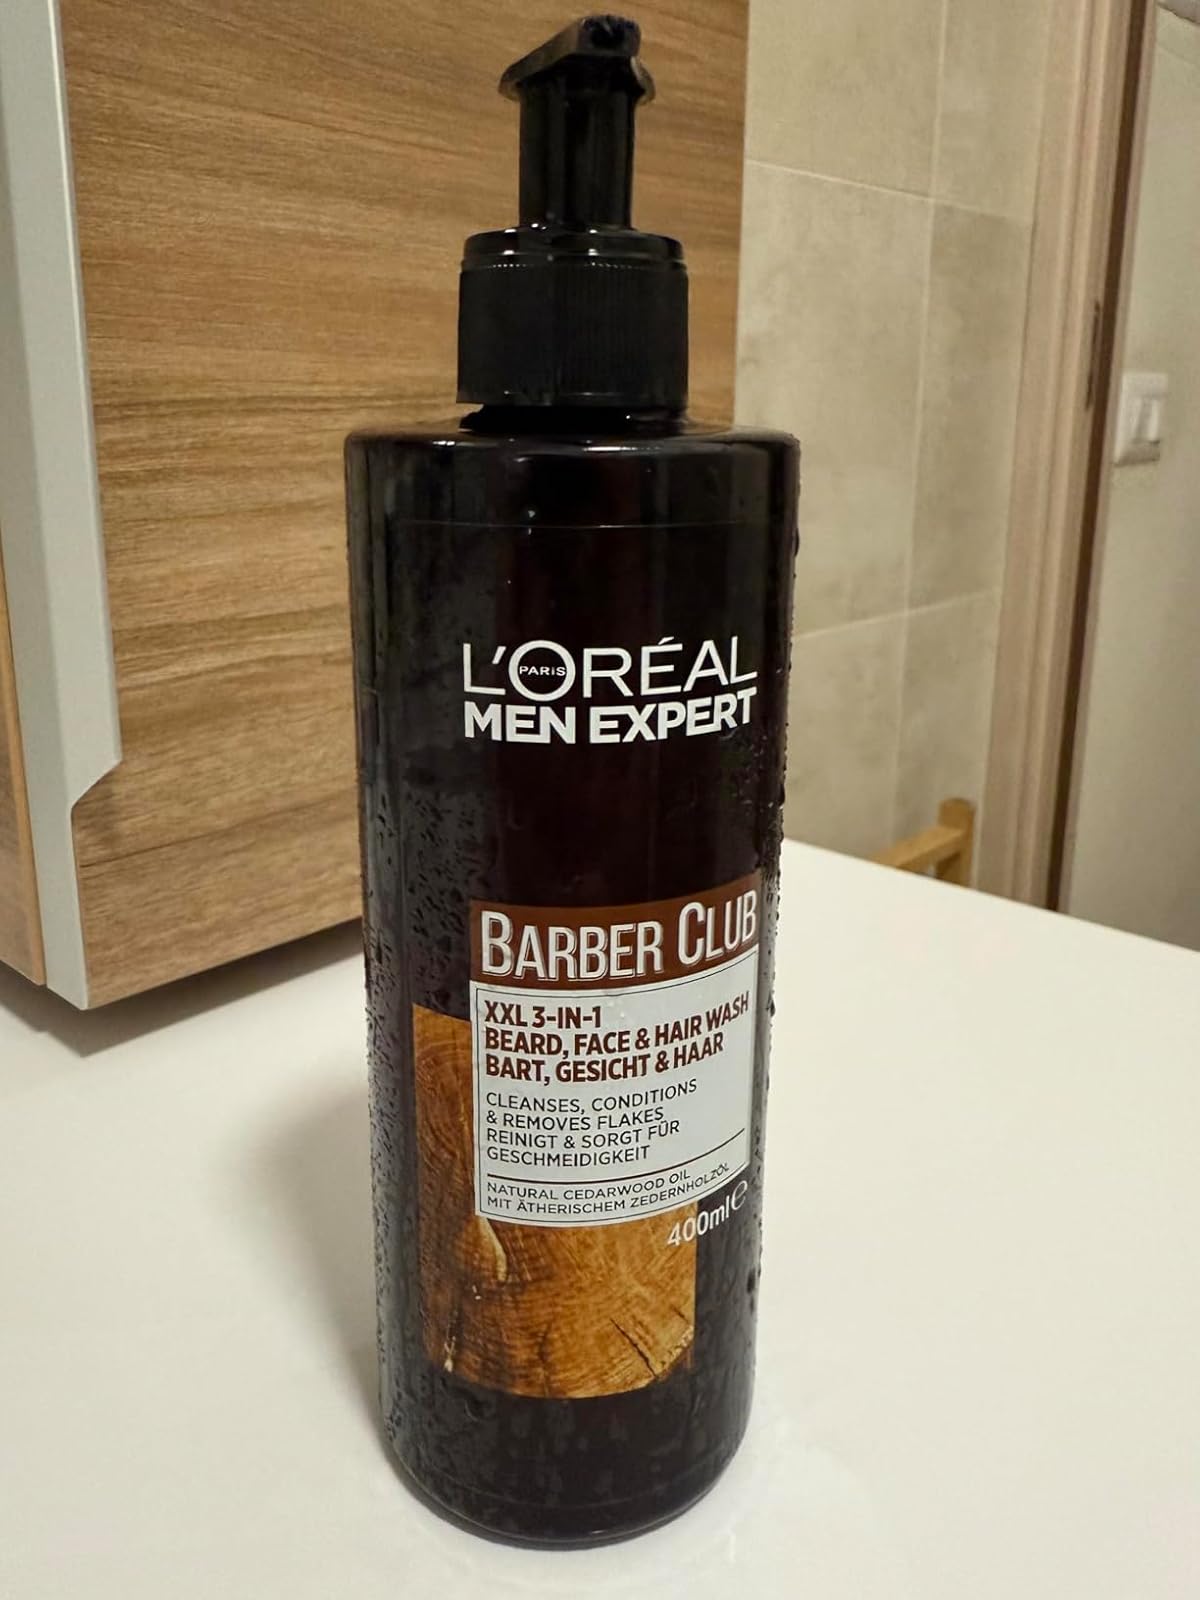 L'ORÉAL
PARIS
MEN EXPERT
BARBER CLUB
XXL 3-IN-1
BEARD, FACE & HAIR WASH
BART, GESICHT & HAAR
CLEANSES, CONDITIONS
& REMOVES FLAKES
REINIGT & SORGT FÜR
GESCHMEIDIGKEIT
NATURAL CEDARWOOD OIL
MIT ÄTHERISCHEM ZEDERNHOLZÖL
400ml℮